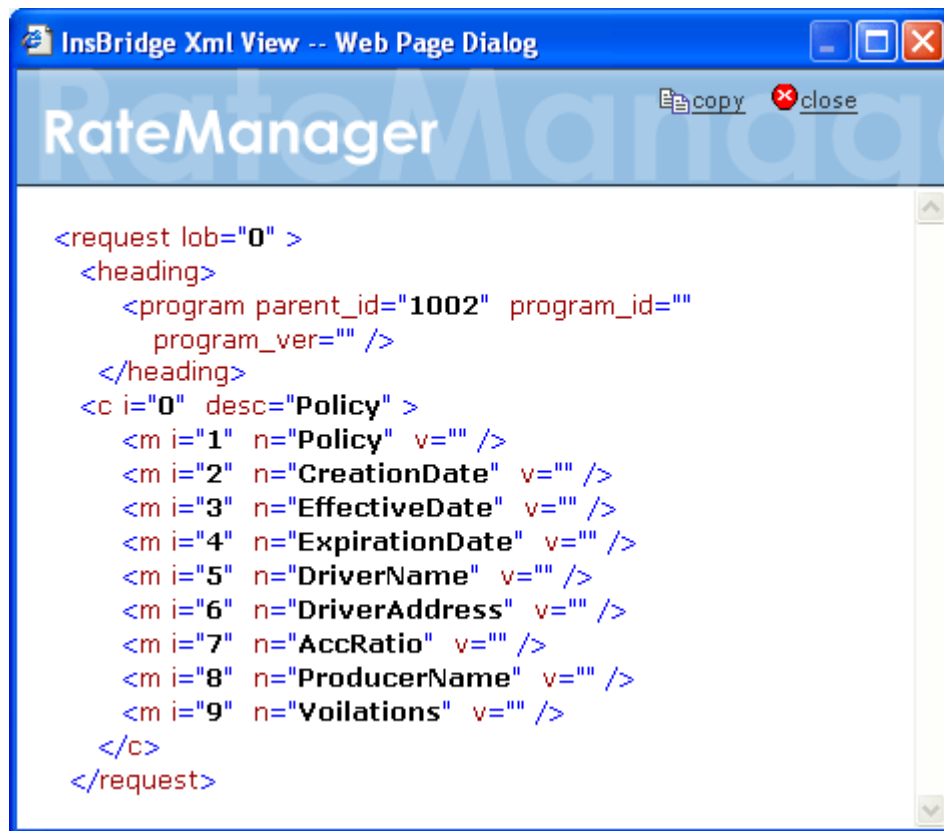 InsBridge Xml View -- Web Page Dialog
RateManager
copy close
<request lob="0" >
<heading>
<program parent_id="1002" program_id=""
program_ver="" />
</heading>
<c i="0" desc="Policy" >
<m i="1" n="Policy" v="" />
<m i="2" n="CreationDate" v="" />
<m i="3" n="EffectiveDate" v="" />
<m i="4" n="ExpirationDate" v="" />
<m i="5" n="DriverName" v="" />
<m i="6" n="DriverAddress" v="" />
<m i="7" n="AccRatio" v="" />
<m i="8" n="ProducerName" v="" />
<m i="9" n="Voilations" v="" />
</c>
</request>